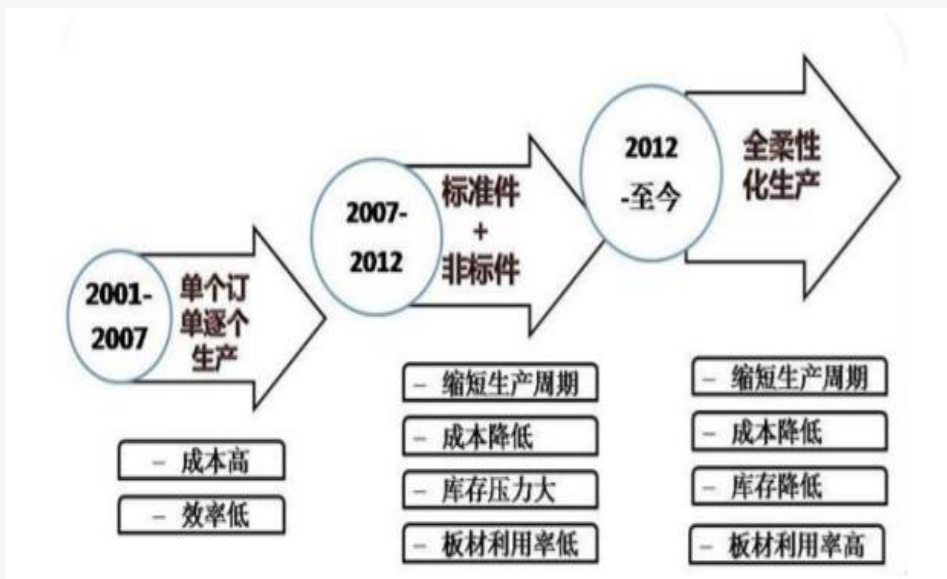 2001-
2007
单个订
单逐个
生产
– 成本高
– 效率低
2007-
2012
标准件
+
非标件
– 缩短生产周期
– 成本降低
– 库存压力大
– 板材利用率低
2012
-至今
全柔性
化生产
– 缩短生产周期
– 成本降低
– 库存降低
– 板材利用率高